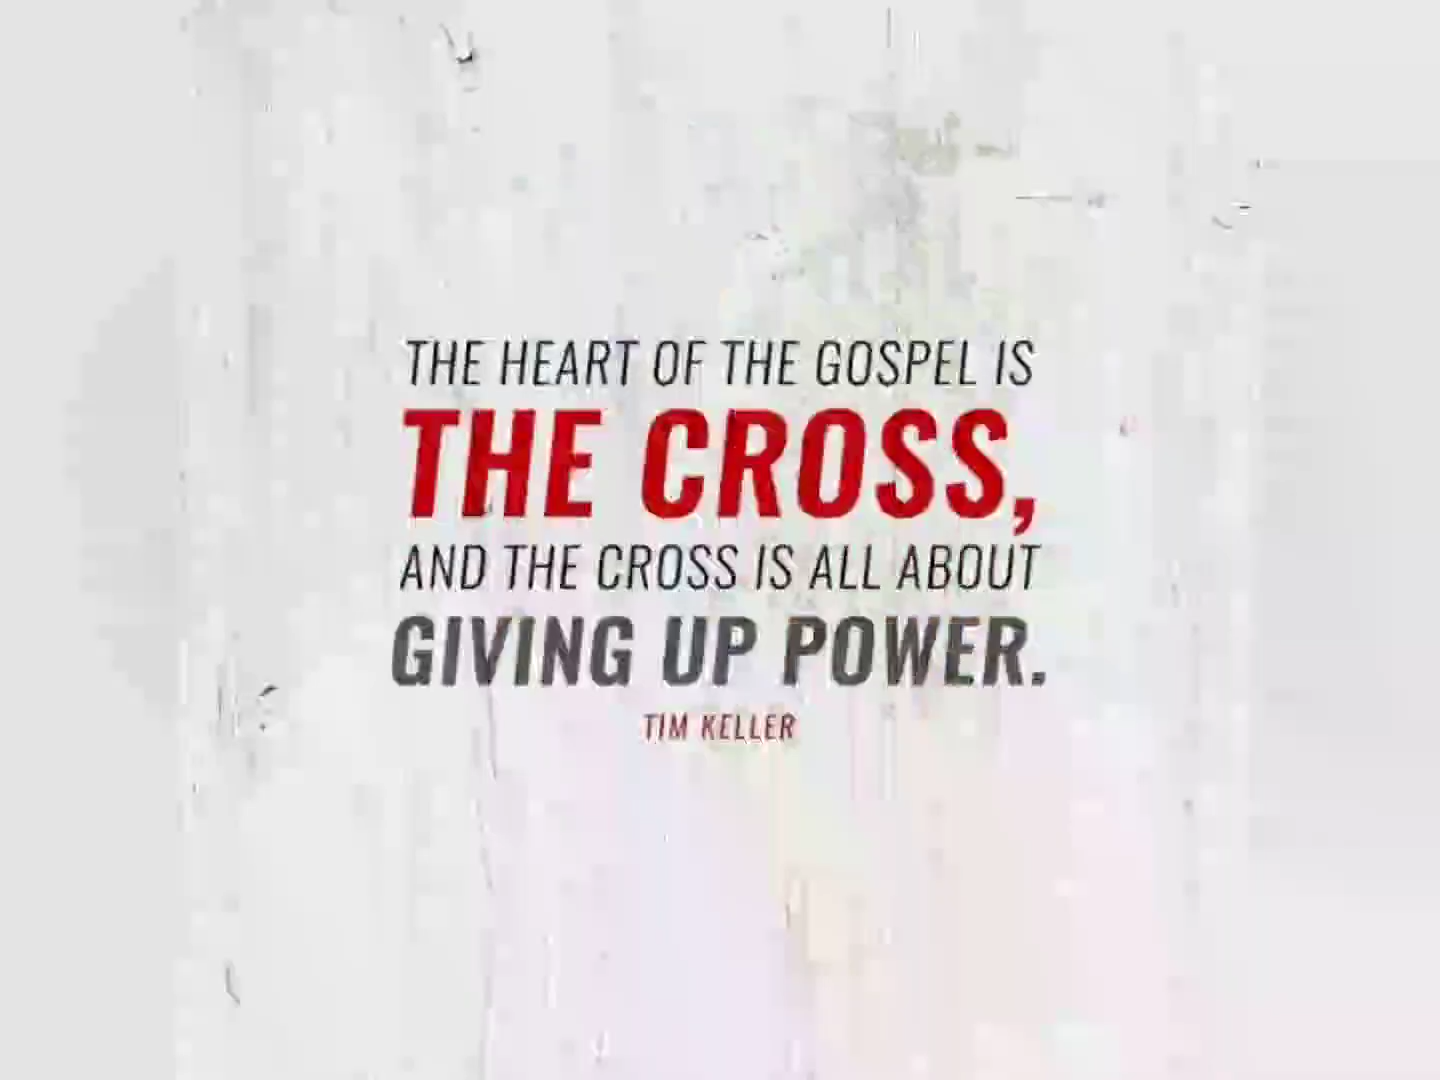 THE HEART OF THE GOSPEL IS
THE CROSS,
AND THE CROSS IS ALL ABOUT
GIVING UP POWER.
TIM KELLER